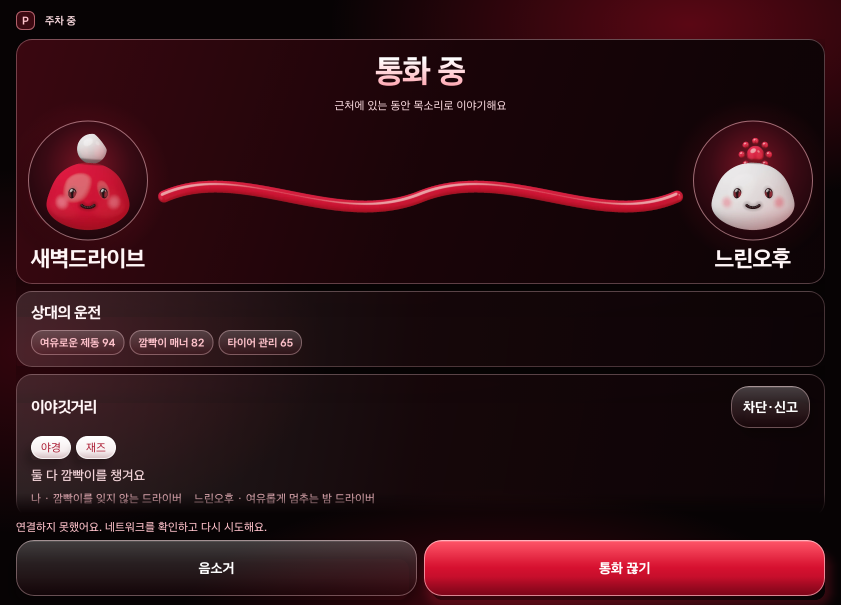 P 주차 중
통화 중
근처에 있는 동안 목소리로 이야기해요
새벽드라이브
느린오후
상대의 운전
여유로운 제동 94 깜빡이 매너 82 타이어 관리 65
이야깃거리
차단·신고
야경 재즈
둘 다 깜빡이를 챙겨요
나 · 깜빡이를 잊지 않는 드라이버 느린오후 · 여유롭게 멈추는 밤 드라이버
연결하지 못했어요. 네트워크를 확인하고 다시 시도해요.
음소거
통화 끊기